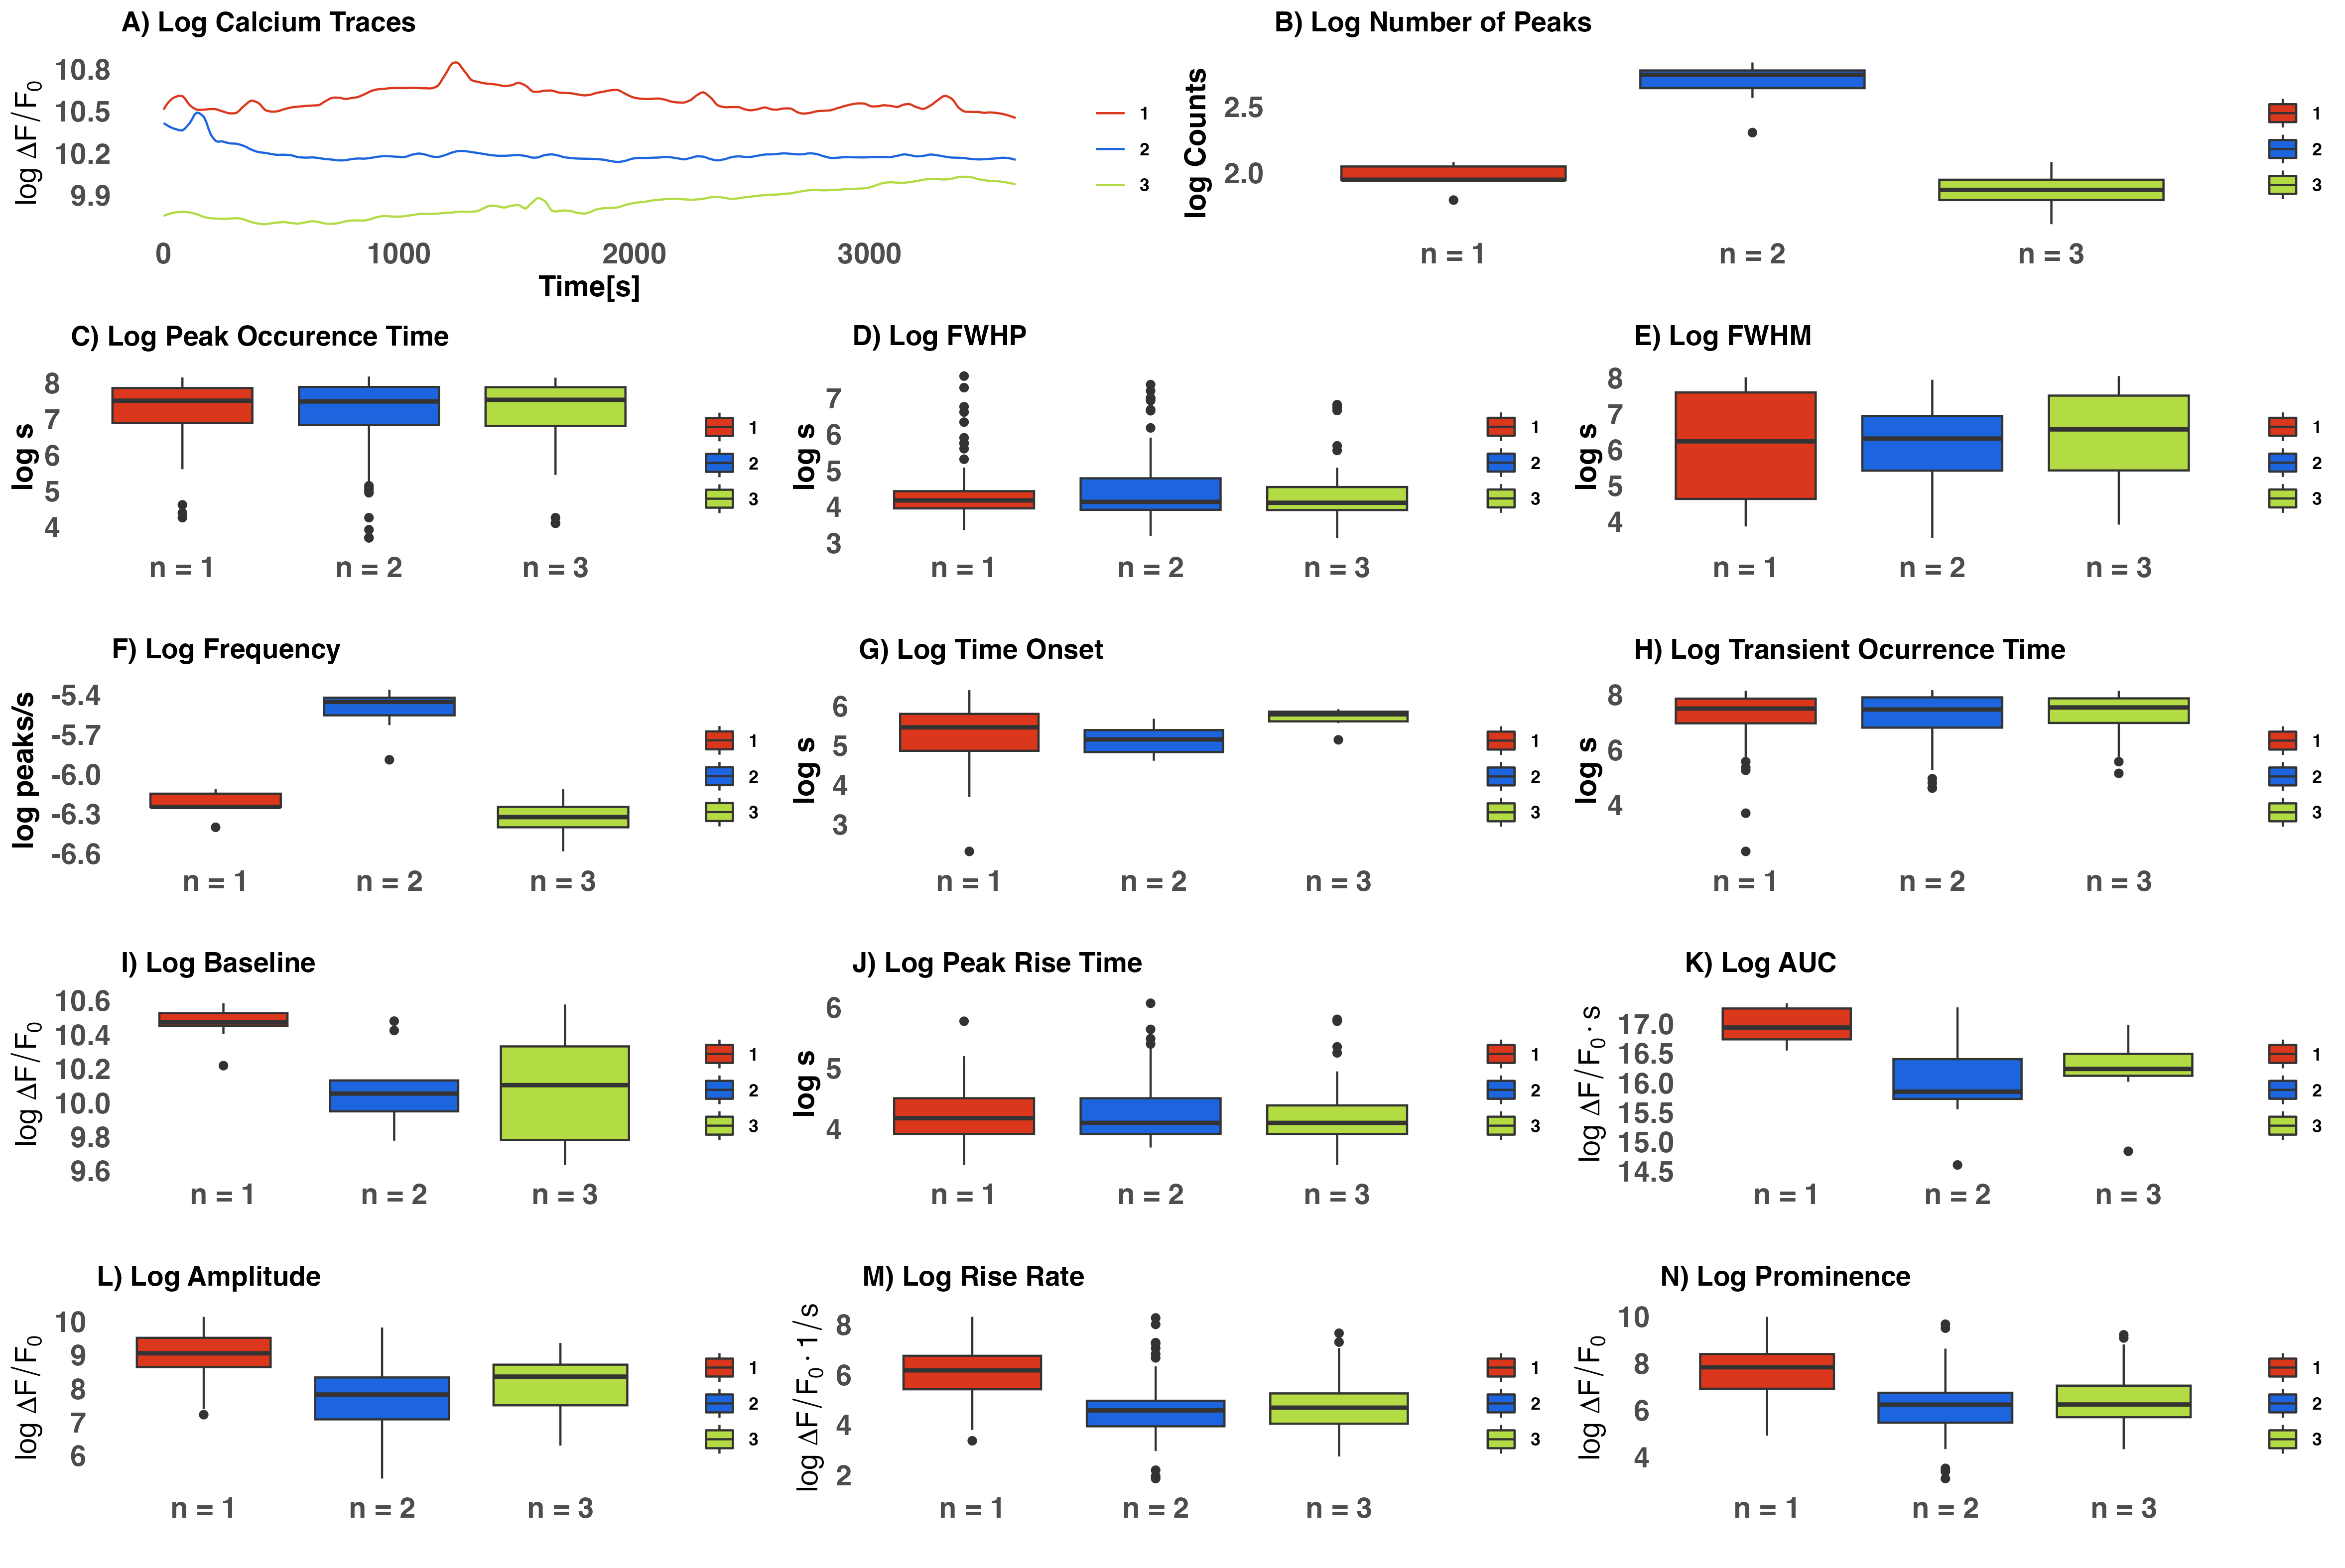 A) Log Calcium Traces
log ΔF/F0
10.8
10.5
10.2
9.9
0 1000 2000 3000
Time[s]
1
2
3
B) Log Number of Peaks
log Counts
2.5
2.0
n = 1 n = 2 n = 3
1
2
3
C) Log Peak Occurence Time
log s
8
7
6
5
4
n = 1 n = 2 n = 3
1
2
3
D) Log FWHP
log s
7
6
5
4
3
n = 1 n = 2 n = 3
1
2
3
E) Log FWHM
log s
8
7
6
5
4
n = 1 n = 2 n = 3
1
2
3
F) Log Frequency
log peaks/s
-5.4
-5.7
-6.0
-6.3
-6.6
n = 1 n = 2 n = 3
1
2
3
G) Log Time Onset
log s
6
5
4
3
n = 1 n = 2 n = 3
1
2
3
H) Log Transient Ocurrence Time
log s
8
6
4
n = 1 n = 2 n = 3
1
2
3
I) Log Baseline
log ΔF/F0
10.6
10.4
10.2
10.0
9.8
9.6
n = 1 n = 2 n = 3
1
2
3
J) Log Peak Rise Time
log s
6
5
4
n = 1 n = 2 n = 3
1
2
3
K) Log AUC
log ΔF/F0 · s
17.0
16.5
16.0
15.5
15.0
14.5
n = 1 n = 2 n = 3
1
2
3
L) Log Amplitude
log ΔF/F0
10
9
8
7
6
n = 1 n = 2 n = 3
1
2
3
M) Log Rise Rate
log ΔF/F0 · 1/s
8
6
4
2
n = 1 n = 2 n = 3
1
2
3
N) Log Prominence
log ΔF/F0
10
8
6
4
n = 1 n = 2 n = 3
1
2
3